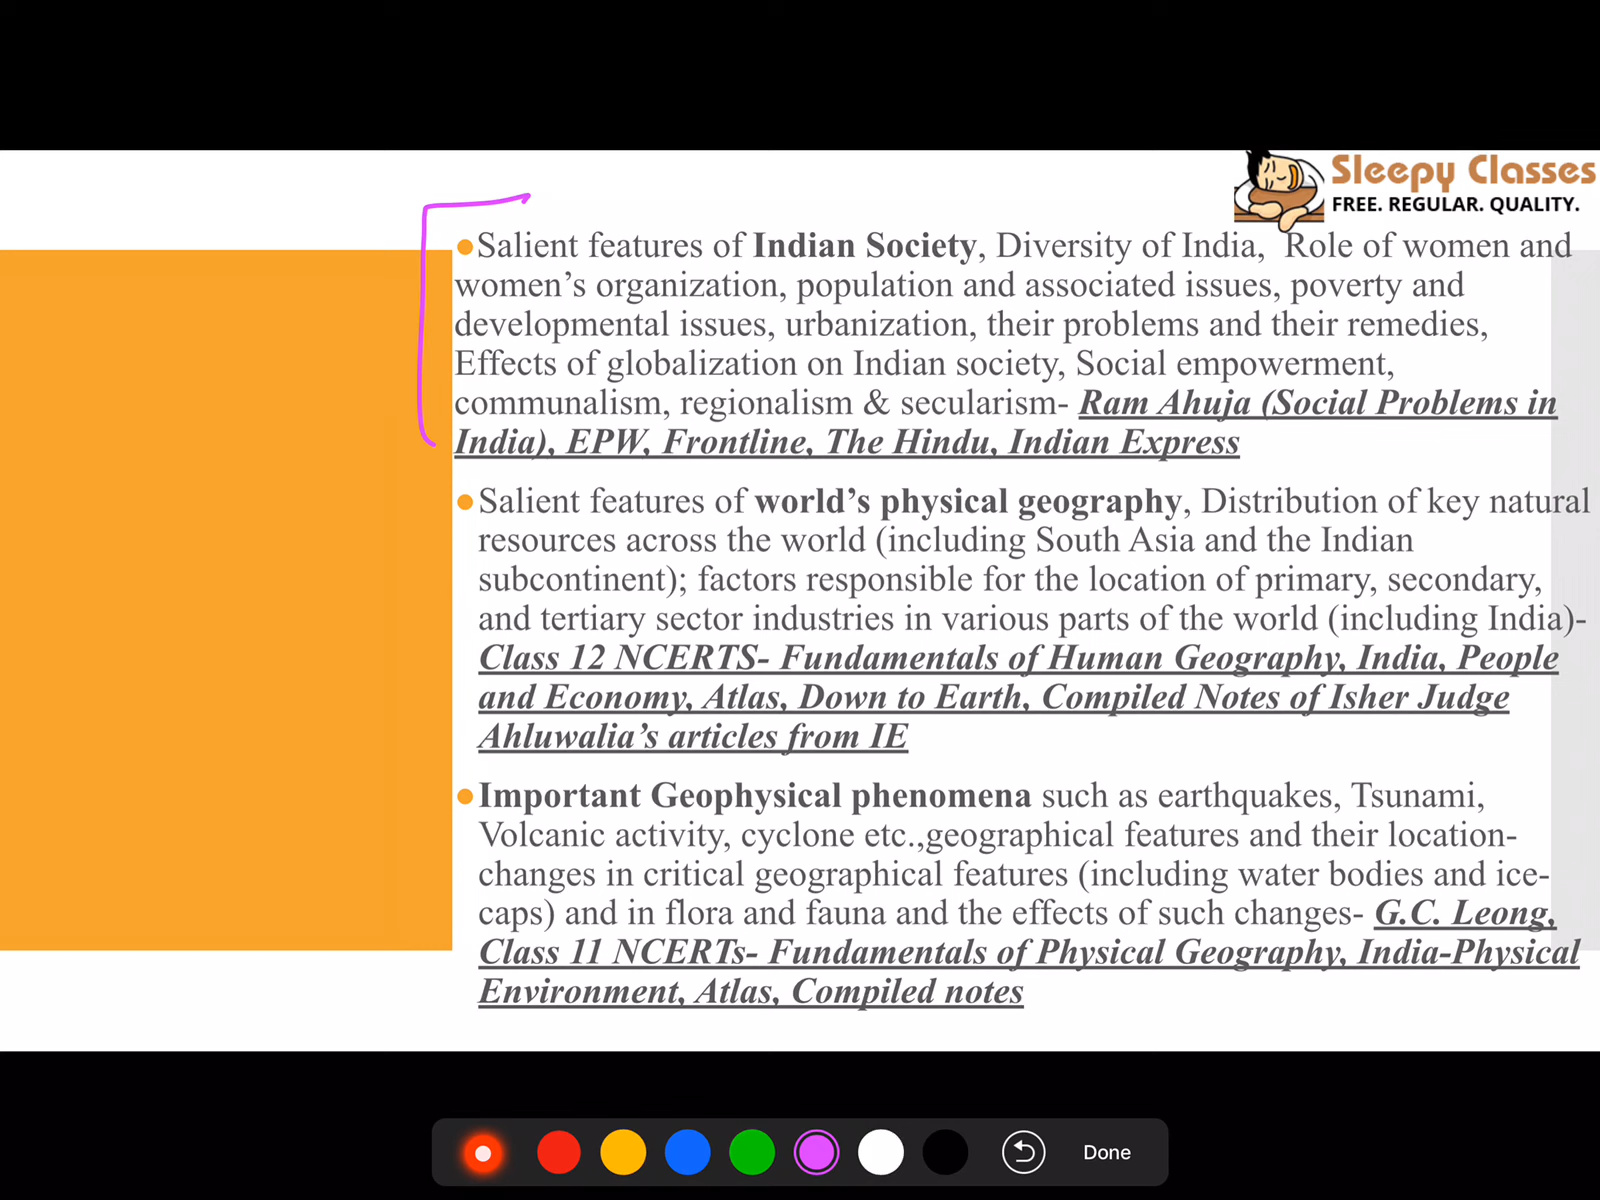 Sleepy Classes
FREE. REGULAR. QUALITY.
●Salient features of Indian Society, Diversity of India,  Role of women and
women’s organization, population and associated issues, poverty and
developmental issues, urbanization, their problems and their remedies,
Effects of globalization on Indian society, Social empowerment,
communalism, regionalism & secularism- Ram Ahuja (Social Problems in
India), EPW, Frontline, The Hindu, Indian Express
●Salient features of world’s physical geography, Distribution of key natural
resources across the world (including South Asia and the Indian
subcontinent); factors responsible for the location of primary, secondary,
and tertiary sector industries in various parts of the world (including India)-
Class 12 NCERTS- Fundamentals of Human Geography, India, People
and Economy, Atlas, Down to Earth, Compiled Notes of Isher Judge
Ahluwalia’s articles from IE
●Important Geophysical phenomena such as earthquakes, Tsunami,
Volcanic activity, cyclone etc.,geographical features and their location-
changes in critical geographical features (including water bodies and ice-
caps) and in flora and fauna and the effects of such changes- G.C. Leong,
Class 11 NCERTs- Fundamentals of Physical Geography, India-Physical
Environment, Atlas, Compiled notes
Done